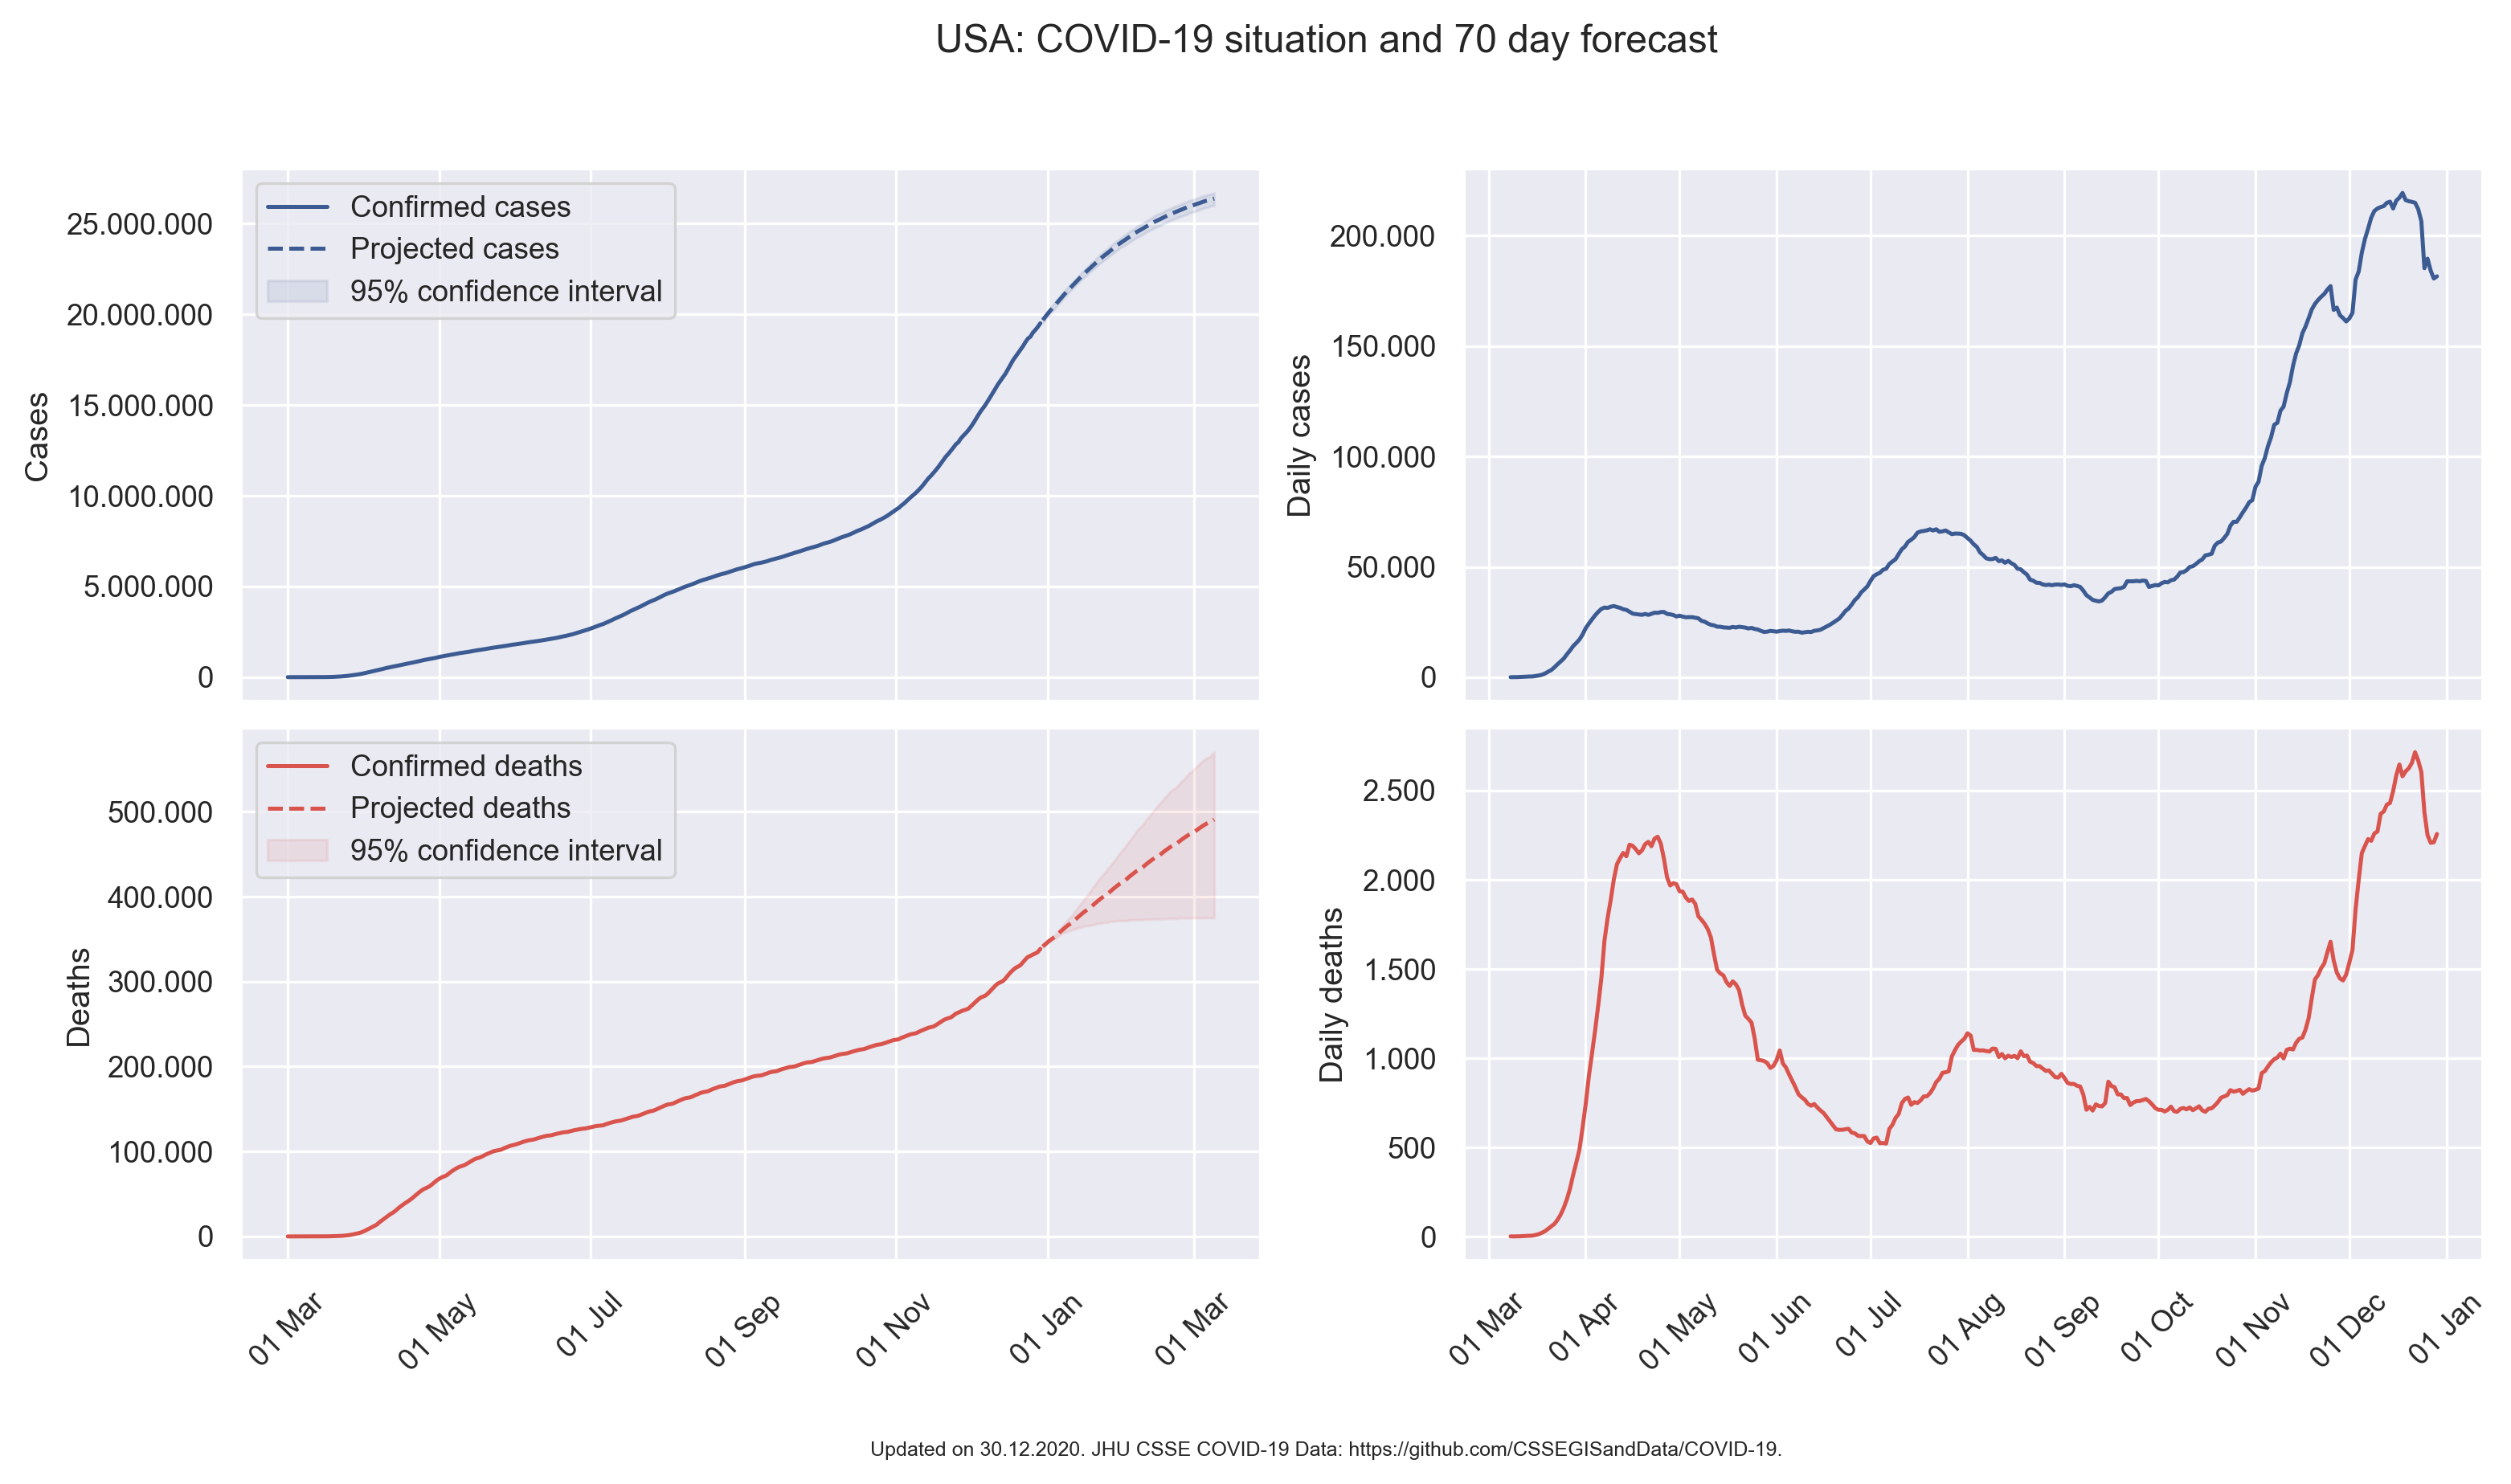 USA: COVID-19 situation and 70 day forecast
Confirmed cases
Projected cases
95% confidence interval
25.000.000
20.000.000
15.000.000
10.000.000
5.000.000
0
Cases
200.000
150.000
100.000
50.000
0
Daily cases
Confirmed deaths
Projected deaths
95% confidence interval
500.000
400.000
300.000
200.000
100.000
0
Deaths
01 Mar
01 May
01 Jul
01 Sep
01 Nov
01 Jan
01 Mar
2.500
2.000
1.500
1.000
500
0
Daily deaths
01 Mar
01 Apr
01 May
01 Jun
01 Jul
01 Aug
01 Sep
01 Oct
01 Nov
01 Dec
01 Jan
Updated on 30.12.2020. JHU CSSE COVID-19 Data: https://github.com/CSSEGISandData/COVID-19.